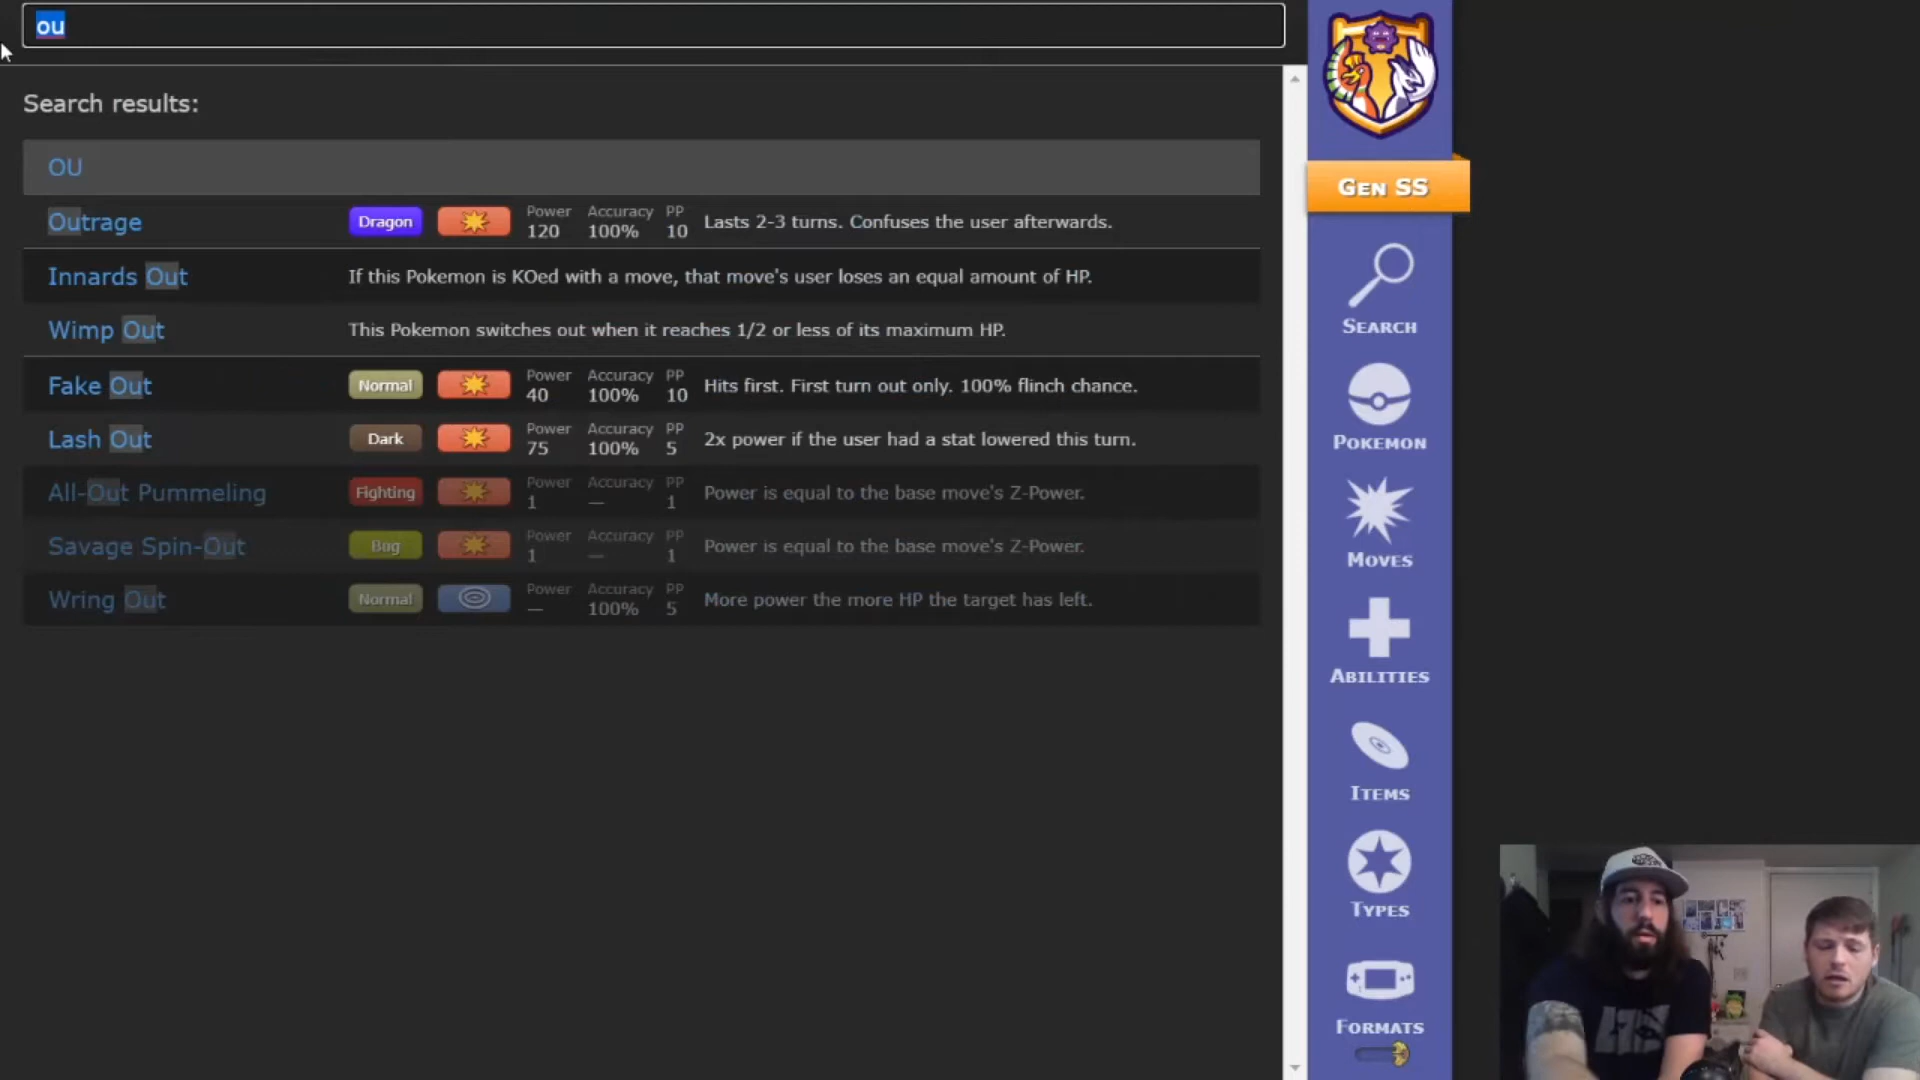 ou
Search results:
OU
Outrage Dragon Power 120 Accuracy 100% PP 10 Lasts 2-3 turns. Confuses the user afterwards.
Innards Out If this Pokemon is KOed with a move, that move's user loses an equal amount of HP.
Wimp Out This Pokemon switches out when it reaches 1/2 or less of its maximum HP.
Fake Out Normal Power 40 Accuracy 100% PP 10 Hits first. First turn out only. 100% flinch chance.
Lash Out Dark Power 75 Accuracy 100% PP 5 2x power if the user had a stat lowered this turn.
All-Out Pummeling Fighting Power 1 Accuracy — PP 1 Power is equal to the base move's Z-Power.
Savage Spin-Out Bug Power 1 Accuracy — PP 1 Power is equal to the base move's Z-Power.
Wring Out Normal Power — Accuracy 100% PP 5 More power the more HP the target has left.
GEN SS
SEARCH
POKEMON
MOVES
ABILITIES
ITEMS
TYPES
FORMATS